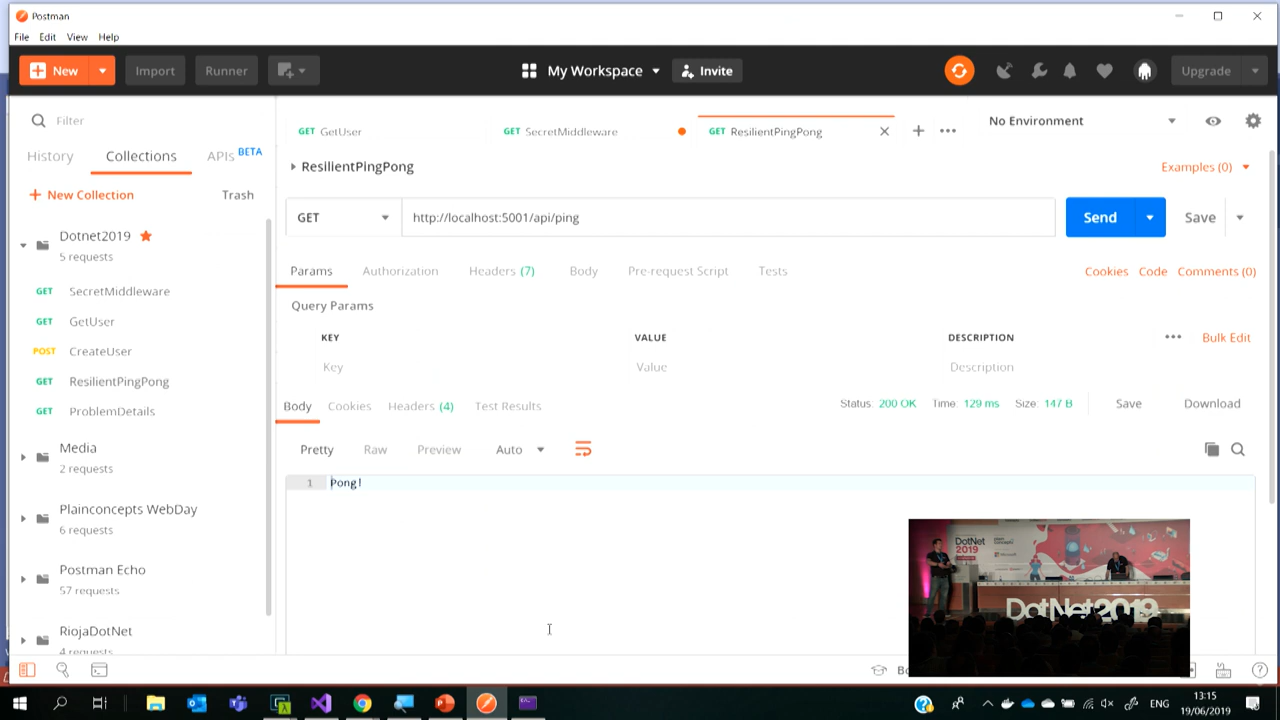 Postman
File Edit View Help
New Import Runner My Workspace Invite Upgrade
Filter
History Collections APIs BETA
+ New Collection Trash
Dotnet2019
5 requests
GET SecretMiddleware
GET GetUser
POST CreateUser
GET ResilientPingPong
GET ProblemDetails
Media
2 requests
Plainconcepts WebDay
6 requests
Postman Echo
57 requests
RiojaDotNet
4 requests
GET GetUser GET SecretMiddleware GET ResilientPingPong No Environment
ResilientPingPong Examples (0)
GET http://localhost:5001/api/ping Send Save
Params Authorization Headers (7) Body Pre-request Script Tests Cookies Code Comments (0)
Query Params
KEY VALUE DESCRIPTION Bulk Edit
Key Value Description
Body Cookies Headers (4) Test Results Status: 200 OK Time: 129 ms Size: 147 B Save Download
Pretty Raw Preview Auto
1 Pong!
DotNet
2019
Microsoft
DotNet2019
ENG
13:15
19/06/2019